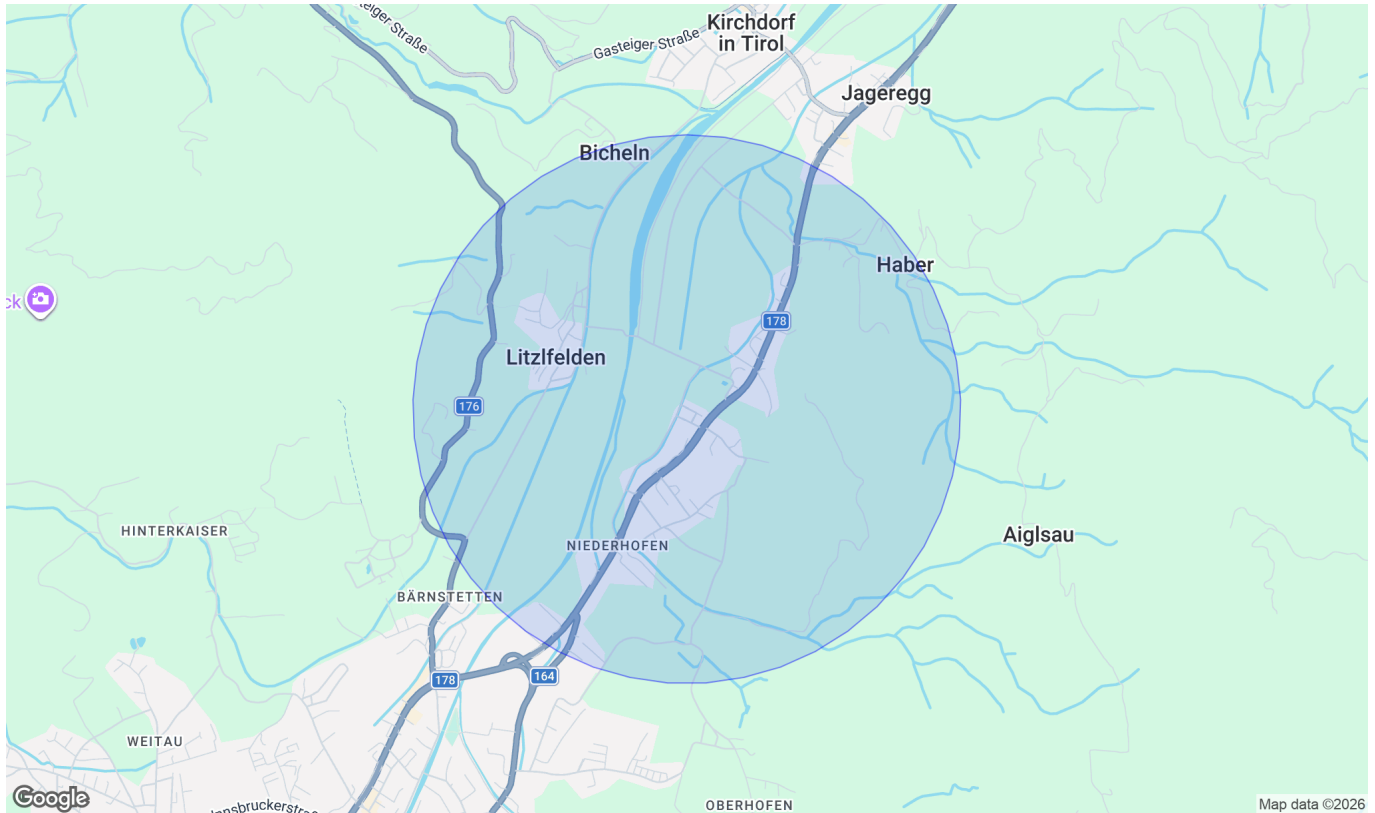 Kirchdorf
in Tirol
Gasteiger Straße
Straße
Jageregg
Bicheln
Haber
178
Litzlfelden
176
HINTERKAISER
NIEDERHOFEN
Aiglsau
BÄRNSTETTEN
178
164
WEITAU
OBERHOFEN
Google
Map data ©2026